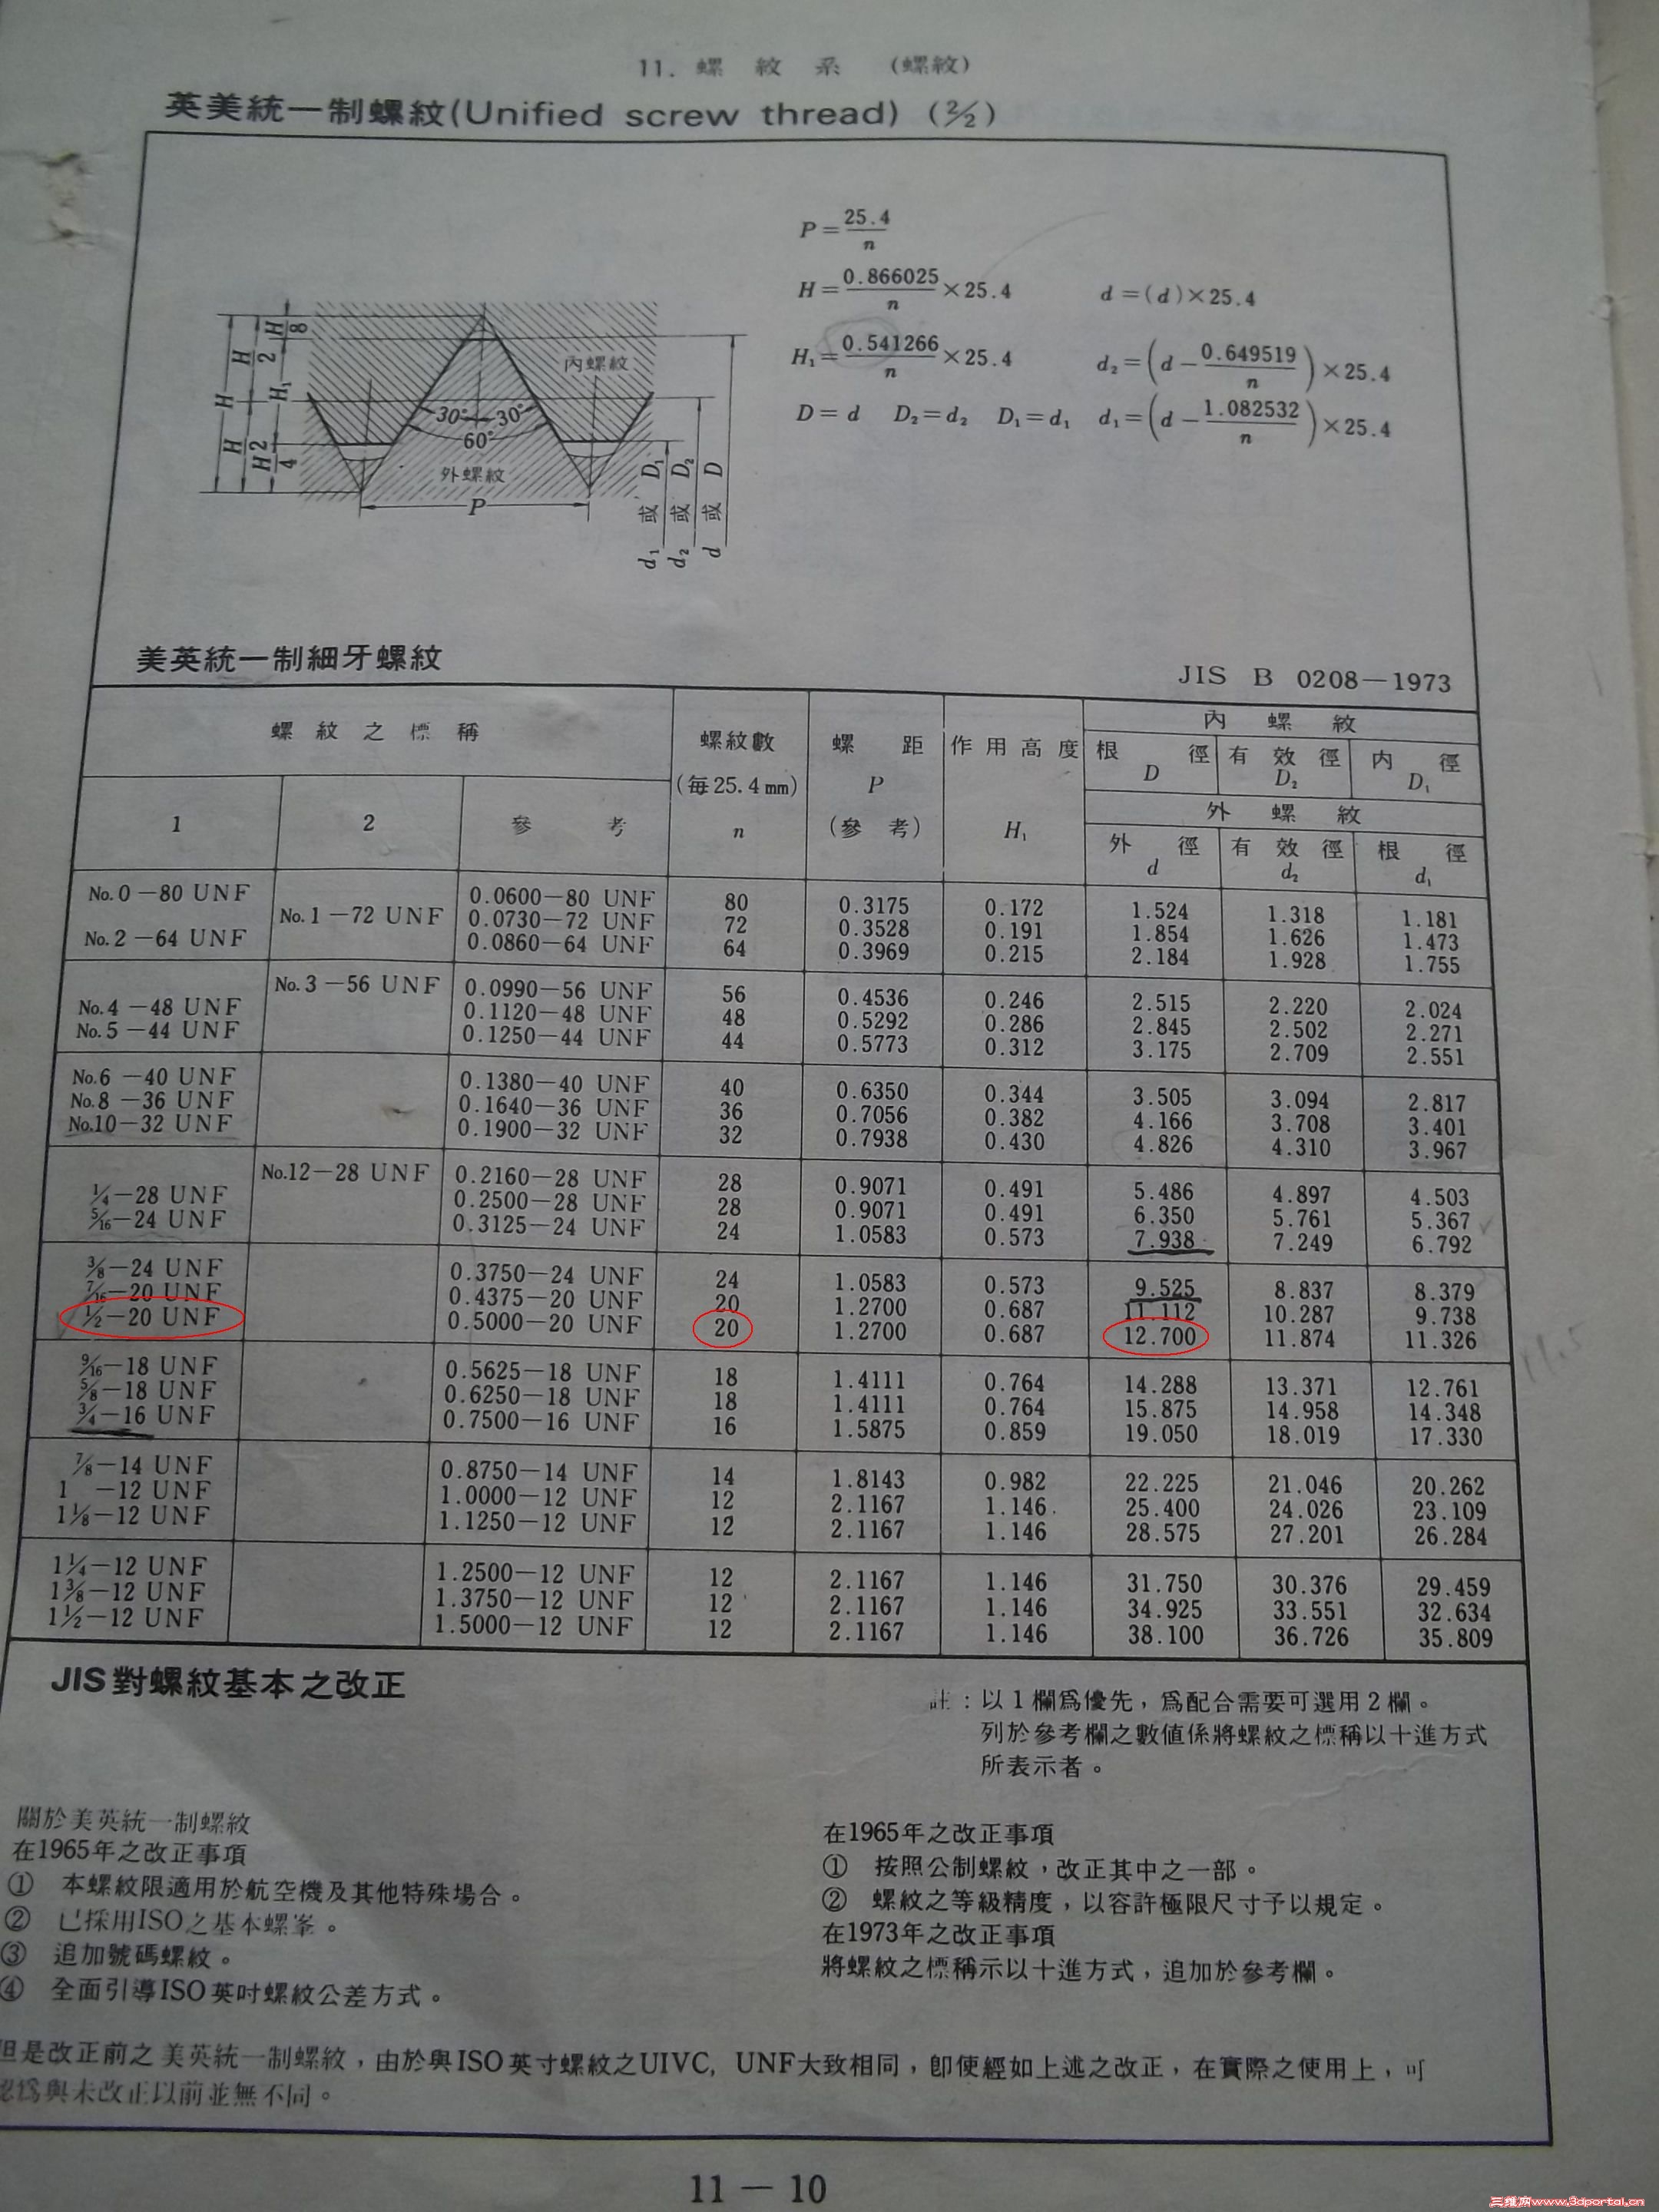 11. 螺 紋 系 (螺紋)
英美統一制螺紋(Unified screw thread) (2/2)
P=25.4/n
H=0.866025/n×25.4 d=(d)×25.4
H₁=0.541266/n×25.4 d₂=(d-0.649519/n)×25.4
D=d D₂=d₂ D₁=d₁ d₁=(d-1.082532/n)×25.4
H H/2 H/8 H₁ H/2 H/4
內螺紋
30° 30°
60°
外螺紋
P
d₁ 或 D₁
d₂ 或 D₂
d 或 D
美英統一制細牙螺紋
JIS B 0208-1973
螺紋之標稱 螺紋數 (每25.4mm) n 螺距 P (參考) 作用高度 H₁ 內螺紋
根徑 D 有效徑 D₂ 內徑 D₁
外螺紋
1 2 參考 外徑 d 有效徑 d₂ 根徑 d₁
No.0-80 UNF 0.0600-80 UNF 80 0.3175 0.172 1.524 1.318 1.181
No.1-72 UNF 0.0730-72 UNF 72 0.3528 0.191 1.854 1.626 1.473
No.2-64 UNF 0.0860-64 UNF 64 0.3969 0.215 2.184 1.928 1.755
No.3-56 UNF 0.0990-56 UNF 56 0.4536 0.246 2.515 2.220 2.024
No.4-48 UNF 0.1120-48 UNF 48 0.5292 0.286 2.845 2.502 2.271
No.5-44 UNF 0.1250-44 UNF 44 0.5773 0.312 3.175 2.709 2.551
No.6-40 UNF 0.1380-40 UNF 40 0.6350 0.344 3.505 3.094 2.817
No.8-36 UNF 0.1640-36 UNF 36 0.7056 0.382 4.166 3.708 3.401
No.10-32 UNF 0.1900-32 UNF 32 0.7938 0.430 4.826 4.310 3.967
No.12-28 UNF 0.2160-28 UNF 28 0.9071 0.491 5.486 4.897 4.503
1/4-28 UNF 0.2500-28 UNF 28 0.9071 0.491 6.350 5.761 5.367
5/16-24 UNF 0.3125-24 UNF 24 1.0583 0.573 7.938 7.249 6.792
3/8-24 UNF 0.3750-24 UNF 24 1.0583 0.573 9.525 8.837 8.379
7/16-20 UNF 0.4375-20 UNF 20 1.2700 0.687 11.112 10.287 9.738
1/2-20 UNF 0.5000-20 UNF 20 1.2700 0.687 12.700 11.874 11.326
11.5
9/16-18 UNF 0.5625-18 UNF 18 1.4111 0.764 14.288 13.371 12.761
5/8-18 UNF 0.6250-18 UNF 18 1.4111 0.764 15.875 14.958 14.348
3/4-16 UNF 0.7500-16 UNF 16 1.5875 0.859 19.050 18.019 17.330
7/8-14 UNF 0.8750-14 UNF 14 1.8143 0.982 22.225 21.046 20.262
1 -12 UNF 1.0000-12 UNF 12 2.1167 1.146 25.400 24.026 23.109
1 1/8-12 UNF 1.1250-12 UNF 12 2.1167 1.146 28.575 27.201 26.284
1 1/4-12 UNF 1.2500-12 UNF 12 2.1167 1.146 31.750 30.376 29.459
1 3/8-12 UNF 1.3750-12 UNF 12 2.1167 1.146 34.925 33.551 32.634
1 1/2-12 UNF 1.5000-12 UNF 12 2.1167 1.146 38.100 36.726 35.809
JIS對螺紋基本之改正
註：以1欄爲優先，爲配合需要可選用2欄。
列於參考欄之數値係將螺紋之標稱以十進方式
所表示者。
關於美英統一制螺紋
在1965年之改正事項
① 本螺紋限適用於航空機及其他特殊場合。
② 已採用ISO之基本螺峯。
③ 追加號碼螺紋。
④ 全面引導ISO英吋螺紋公差方式。
在1965年之改正事項
① 按照公制螺紋，改正其中之一部。
② 螺紋之等級精度，以容許極限尺寸予以規定。
在1973年之改正事項
將螺紋之標稱示以十進方式，追加於參考欄。
但是改正前之美英統一制螺紋，由於與ISO英寸螺紋之UIVC, UNF大致相同，卽使經如上述之改正，在實際之使用上，可
認爲與未改正以前並無不同。
11-10
三維席www.3dportal.cn